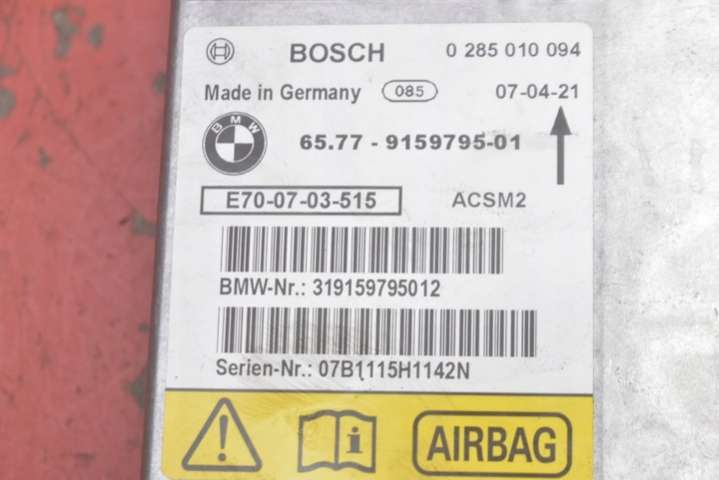 BOSCH 0 285 010 094
Made in Germany 085 07-04-21
BMW 65.77 - 9159795-01
E70-07-03-515 ACSM2
BMW-Nr.: 319159795012
Serien-Nr.: 07B1115H1142N
AIRBAG